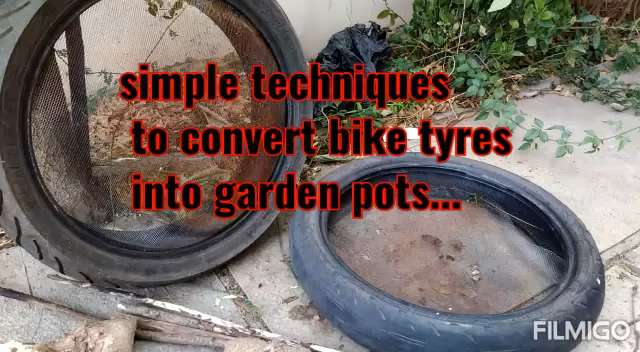 simple techniques
to convert bike tyres
into garden pots...
FILMIGO